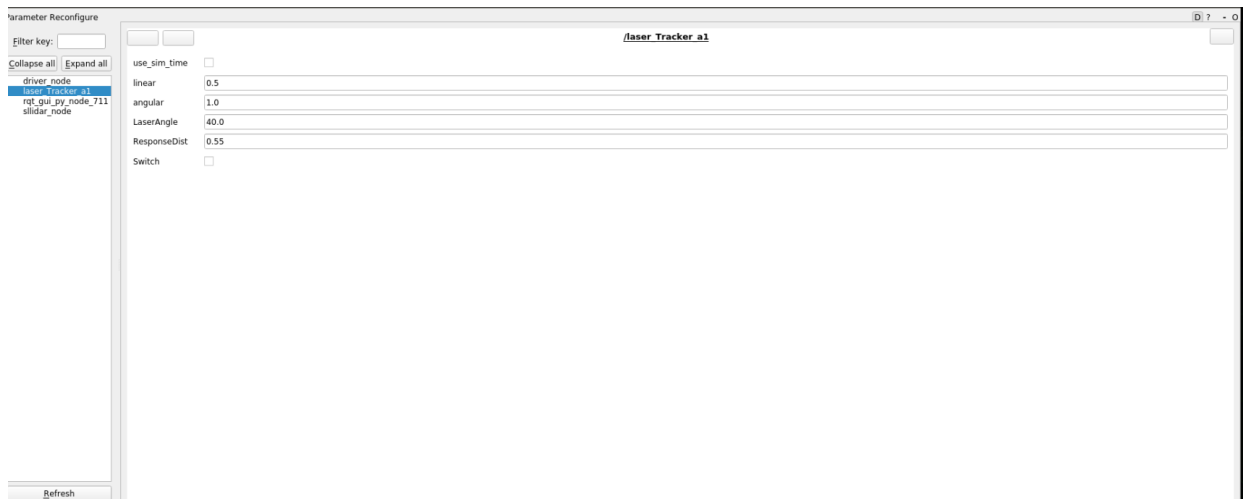 Parameter Reconfigure
D ? - O
Filter key:
Collapse all Expand all
driver_node
laser_Tracker_a1
rqt_gui_py_node_711
sllidar_node
Refresh
/laser_Tracker_a1
use_sim_time
linear 0.5
angular 1.0
LaserAngle 40.0
ResponseDist 0.55
Switch